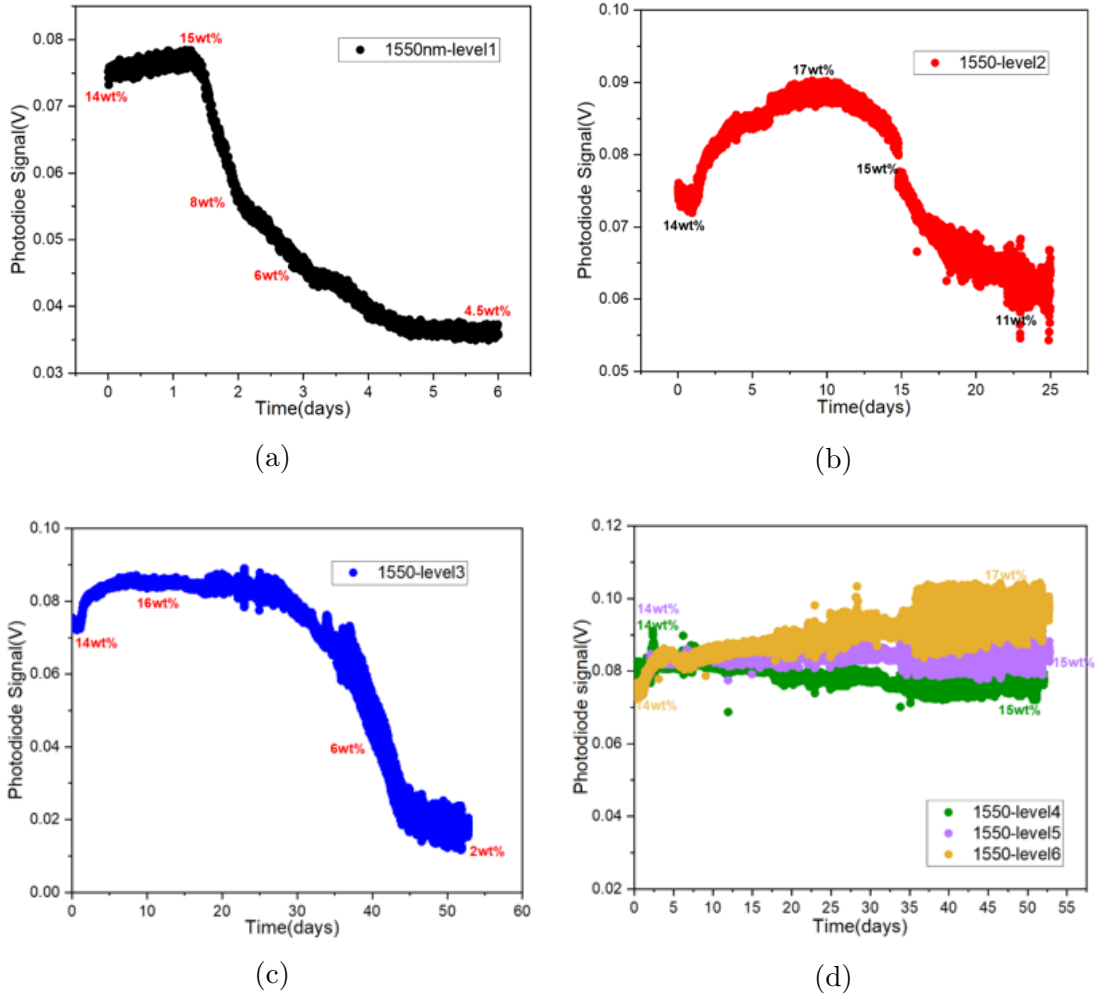 0.08
0.07
0.06
0.05
0.04
0.03
Photodioe Signal(V)
15wt%
14wt%
8wt%
6wt%
4.5wt%
1550nm-level1
0 1 2 3 4 5 6
Time(days)
(a)
0.10
0.09
0.08
0.07
0.06
0.05
Photodiode Signal(V)
17wt%
15wt%
14wt%
11wt%
1550-level2
0 5 10 15 20 25
Time(days)
(b)
0.10
0.08
0.06
0.04
0.02
0.00
Photodiode Signal(V)
14wt%
16wt%
6wt%
2wt%
1550-level3
0 10 20 30 40 50 60
Time(days)
(c)
0.12
0.10
0.08
0.06
0.04
0.02
Photodiode signal(V)
14wt%
14wt%
14wt%
17wt%
15wt%
15wt%
1550-level4
1550-level5
1550-level6
0 5 10 15 20 25 30 35 40 45 50 55
Time(days)
(d)